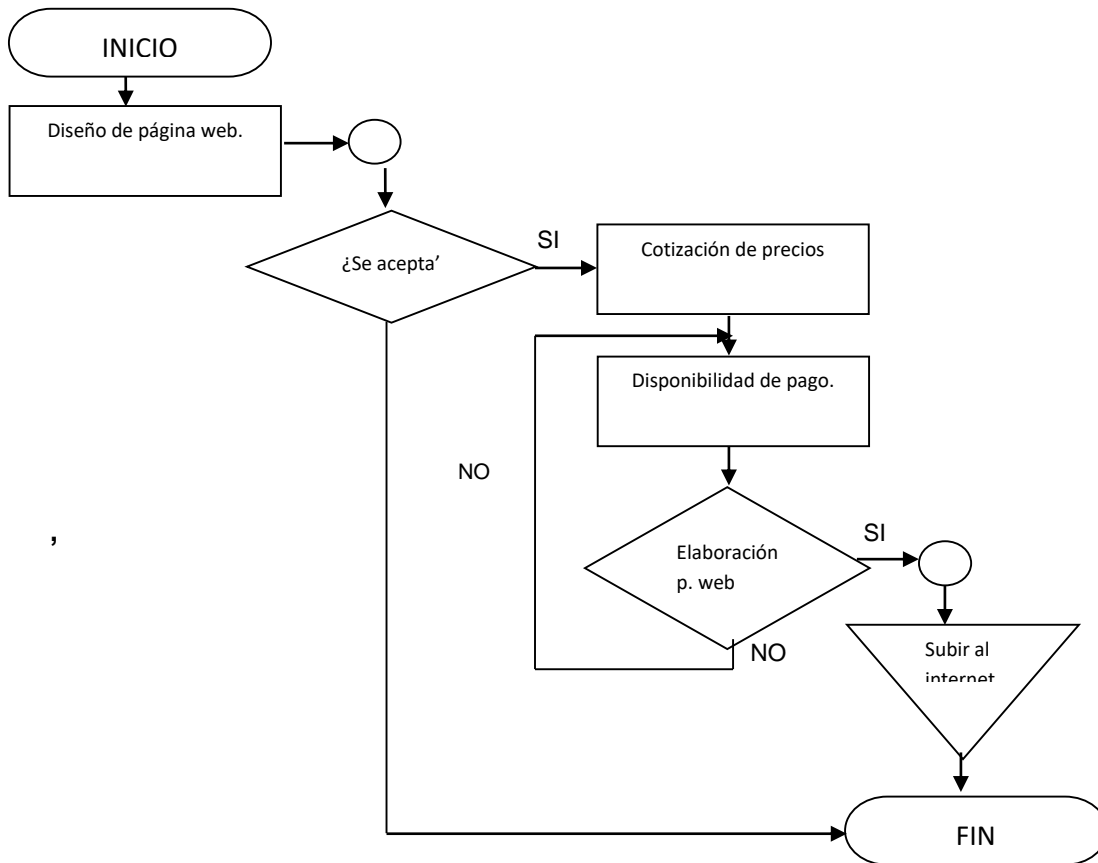 INICIO
Diseño de página web.
¿Se acepta’
SI
Cotización de precios
Disponibilidad de pago.
NO
,
Elaboración
p. web
SI
NO
Subir al
internet
FIN